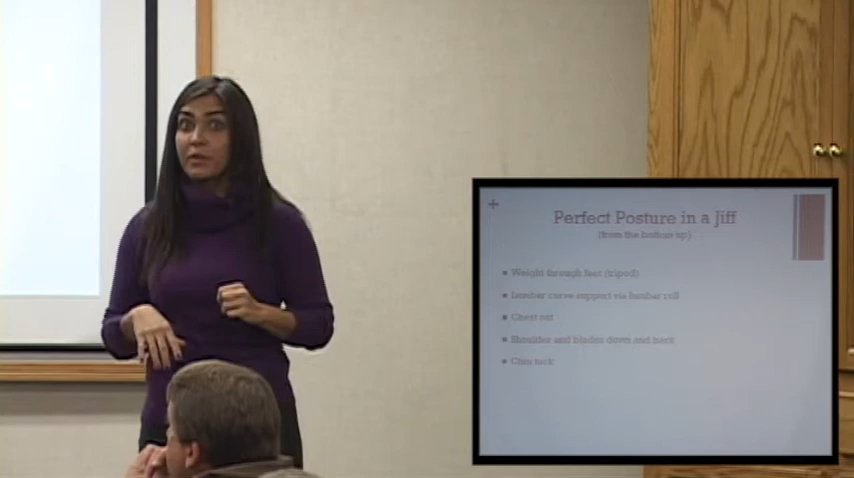 Perfect Posture in a Jiff
(from the bottom up)
Weight through feet (tripod)
Lumbar curve support via lumbar roll
Chest out
Shoulder and blades down and back
Chin tuck